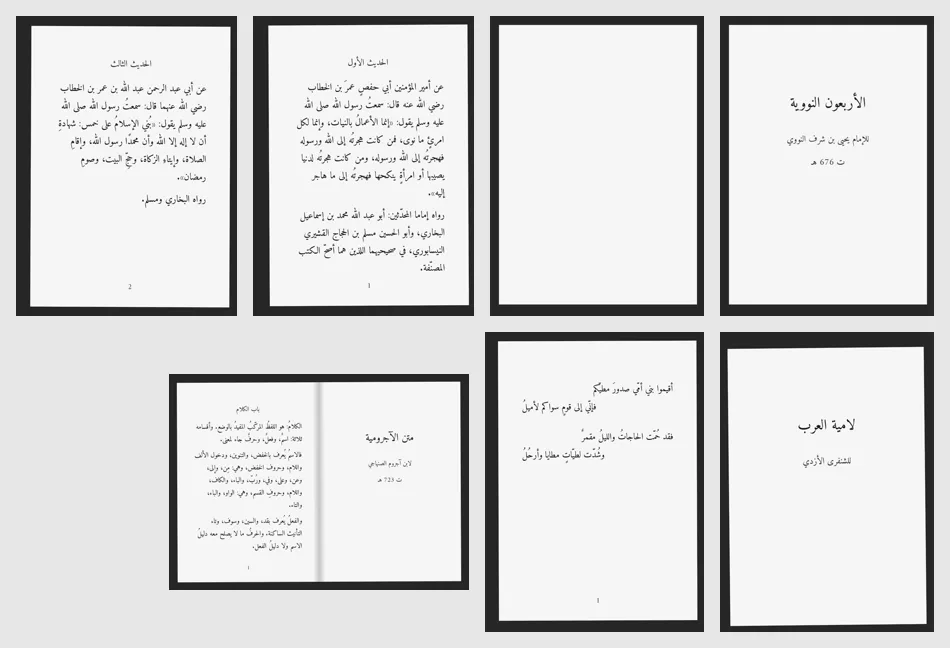 الأربعون النووية
للإمام يحيى بن شرف النووي
ت 676 هـ
الحديث الأول
عن أمير المؤمنين أبي حفصٍ عمرَ بن الخطاب
رضي الله عنه قال: سمعتُ رسول الله صلى الله
عليه وسلم يقول: «إنما الأعمالُ بالنيات، وإنما لكل
امرئٍ ما نوى، فمن كانت هجرتُه إلى الله ورسوله
فهجرتُه إلى الله ورسوله، ومن كانت هجرتُه لدنيا
يصيبها أو امرأةٍ ينكحها فهجرتُه إلى ما هاجر
إليه».
رواه إماما المحدّثين: أبو عبد الله محمد بن إسماعيل
البخاري، وأبو الحسين مسلم بن الحجاج القشيري
النيسابوري، في صحيحيهما اللذين هما أصحّ الكتب
المصنّفة.
1
الحديث الثالث
عن أبي عبد الرحمن عبد الله بن عمر بن الخطاب
رضي الله عنهما قال: سمعتُ رسول الله صلى الله
عليه وسلم يقول: «بُنِي الإسلامُ على خمس: شهادةِ
أن لا إله إلا الله وأن محمدًا رسول الله، وإقامِ
الصلاة، وإيتاءِ الزكاة، وحجِّ البيت، وصومِ
رمضان».
رواه البخاري ومسلم.
2
لامية العرب
للشنفرى الأزدي
أقيموا بني أمّي صدورَ مطيّكم
فإنّي إلى قومٍ سواكم لأميلُ
فقد حُمّت الحاجاتُ والليلُ مقمرٌ
وشُدّت لطيّاتٍ مطايا وأرحُلُ
1
متن الآجرومية
لابن آجروم الصنهاجي
ت 723 هـ
باب الكلام
الكلامُ: هو اللفظُ المركّبُ المفيدُ بالوضع. وأقسامه
ثلاثة: اسمٌ، وفعلٌ، وحرفٌ جاء لمعنى.
فالاسمُ يُعرف بالخفض، والتنوين، ودخول الألف
واللام، وحروف الخفض، وهي: مِن، وإلى،
وعن، وعلى، وفي، ورُبّ، والباء، والكاف،
واللام، وحروف القسم، وهي: الواو، والباء،
والتاء.
والفعلُ يُعرف بقد، والسين، وسوف، وتاء
التأنيث الساكنة. والحرفُ ما لا يصلح معه دليلُ
الاسم ولا دليلُ الفعل.
1